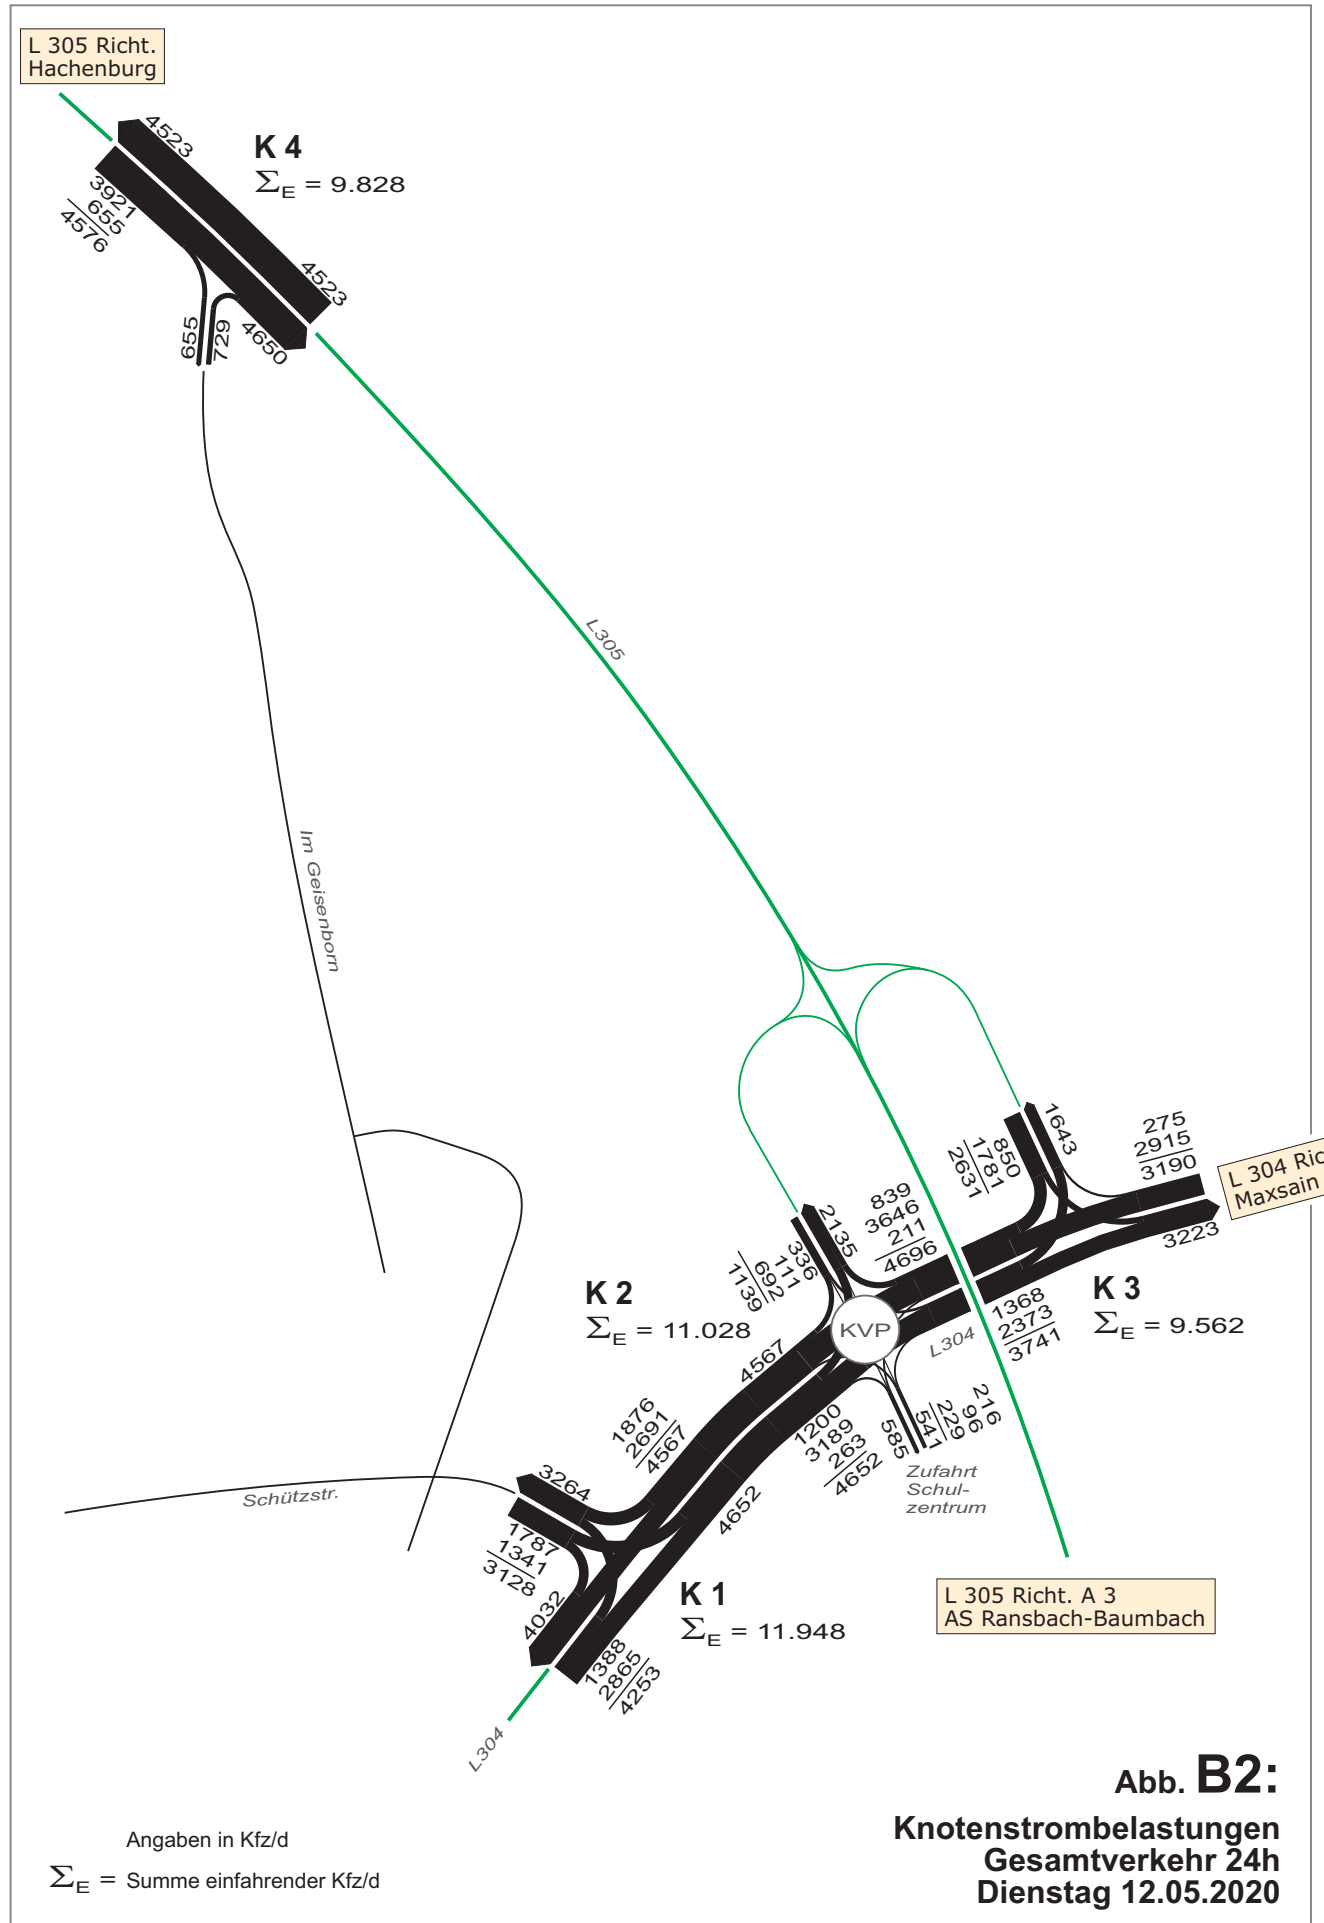 L 305 Richt.
Hachenburg
4523
K 4
Σ E = 9.828
3921
655
4576
4523
655
729
4650
L305
Im Geisenborn
1643
275
2915
3190
850
1781
2631
L 304 Ric
Maxsain
3223
839
3646
211
4696
2135
336
111
692
1139
K 2
Σ E = 11.028
KVP
L304
1368
2373
3741
K 3
Σ E = 9.562
4567
1876
2691
4567
1200
3189
263
4652
585
541
229
96
216
Zufahrt
Schul-
zentrum
3264
Schützstr.
4652
1787
1341
3128
4032
K 1
Σ E = 11.948
1388
2865
4253
L 305 Richt. A 3
AS Ransbach-Baumbach
L304
Abb. B2:
Knotenstrombelastungen
Gesamtverkehr 24h
Dienstag 12.05.2020
Angaben in Kfz/d
Σ E = Summe einfahrender Kfz/d